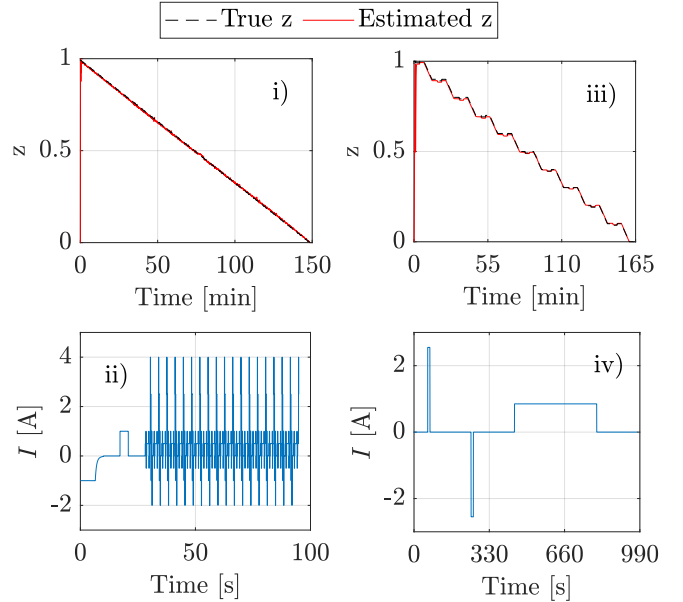 True z Estimated z
1
0.5
0
z
i)
0 50 100 150
Time [min]
1
0.5
0
z
iii)
0 55 110 165
Time [min]
4
2
0
-2
I [A]
ii)
0 50 100
Time [s]
2
0
-2
I [A]
iv)
0 330 660 990
Time [s]